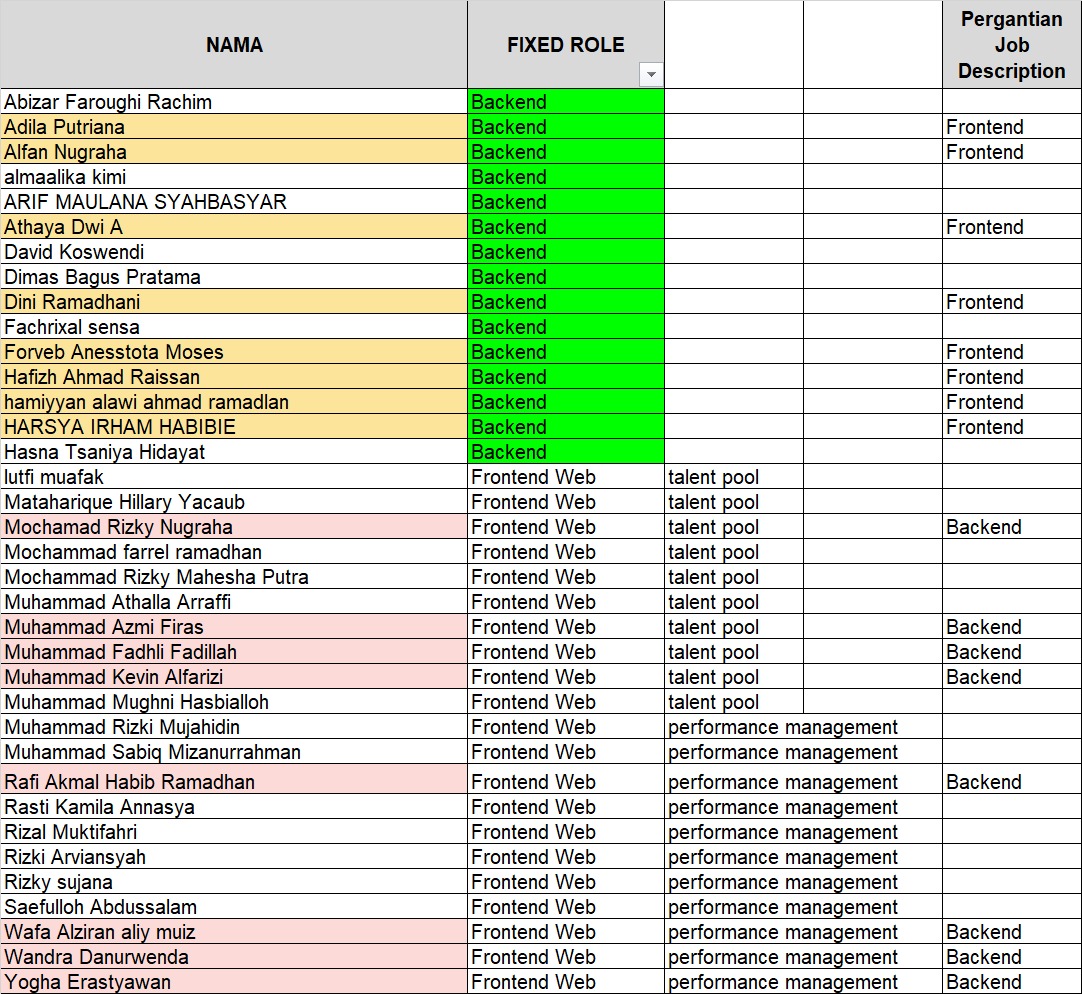 NAMA FIXED ROLE Pergantian Job Description
Abizar Faroughi Rachim Backend
Adila Putriana Backend Frontend
Alfan Nugraha Backend Frontend
almaalika kimi Backend
ARIF MAULANA SYAHBASYAR Backend
Athaya Dwi A Backend Frontend
David Koswendi Backend
Dimas Bagus Pratama Backend
Dini Ramadhani Backend Frontend
Fachrixal sensa Backend
Forveb Anesstota Moses Backend Frontend
Hafizh Ahmad Raissan Backend Frontend
hamiyyan alawi ahmad ramadlan Backend Frontend
HARSYA IRHAM HABIBIE Backend Frontend
Hasna Tsaniya Hidayat Backend
lutfi muafak Frontend Web talent pool
Mataharique Hillary Yacaub Frontend Web talent pool
Mochamad Rizky Nugraha Frontend Web talent pool Backend
Mochammad farrel ramadhan Frontend Web talent pool
Mochammad Rizky Mahesha Putra Frontend Web talent pool
Muhammad Athalla Arraffi Frontend Web talent pool
Muhammad Azmi Firas Frontend Web talent pool Backend
Muhammad Fadhli Fadillah Frontend Web talent pool Backend
Muhammad Kevin Alfarizi Frontend Web talent pool Backend
Muhammad Mughni Hasbialloh Frontend Web talent pool
Muhammad Rizki Mujahidin Frontend Web performance management
Muhammad Sabiq Mizanurrahman Frontend Web performance management
Rafi Akmal Habib Ramadhan Frontend Web performance management Backend
Rasti Kamila Annasya Frontend Web performance management
Rizal Muktifahri Frontend Web performance management
Rizki Arviansyah Frontend Web performance management
Rizky sujana Frontend Web performance management
Saefulloh Abdussalam Frontend Web performance management
Wafa Alziran aliy muiz Frontend Web performance management Backend
Wandra Danurwenda Frontend Web performance management Backend
Yogha Erastyawan Frontend Web performance management Backend